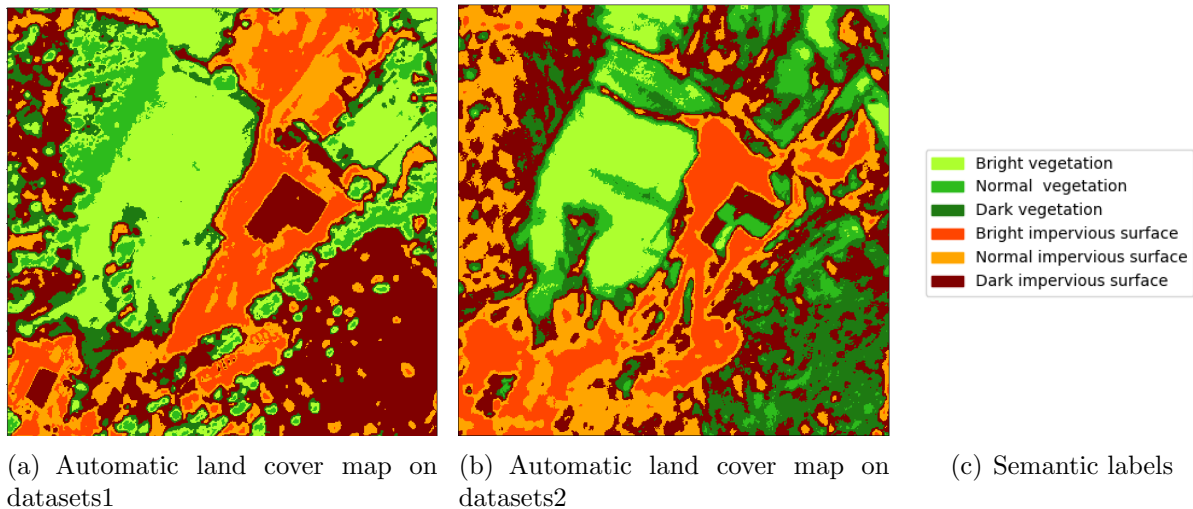 Bright vegetation
Normal vegetation
Dark vegetation
Bright impervious surface
Normal impervious surface
Dark impervious surface
(a) Automatic land cover map on
datasets1
(b) Automatic land cover map on
datasets2
(c) Semantic labels